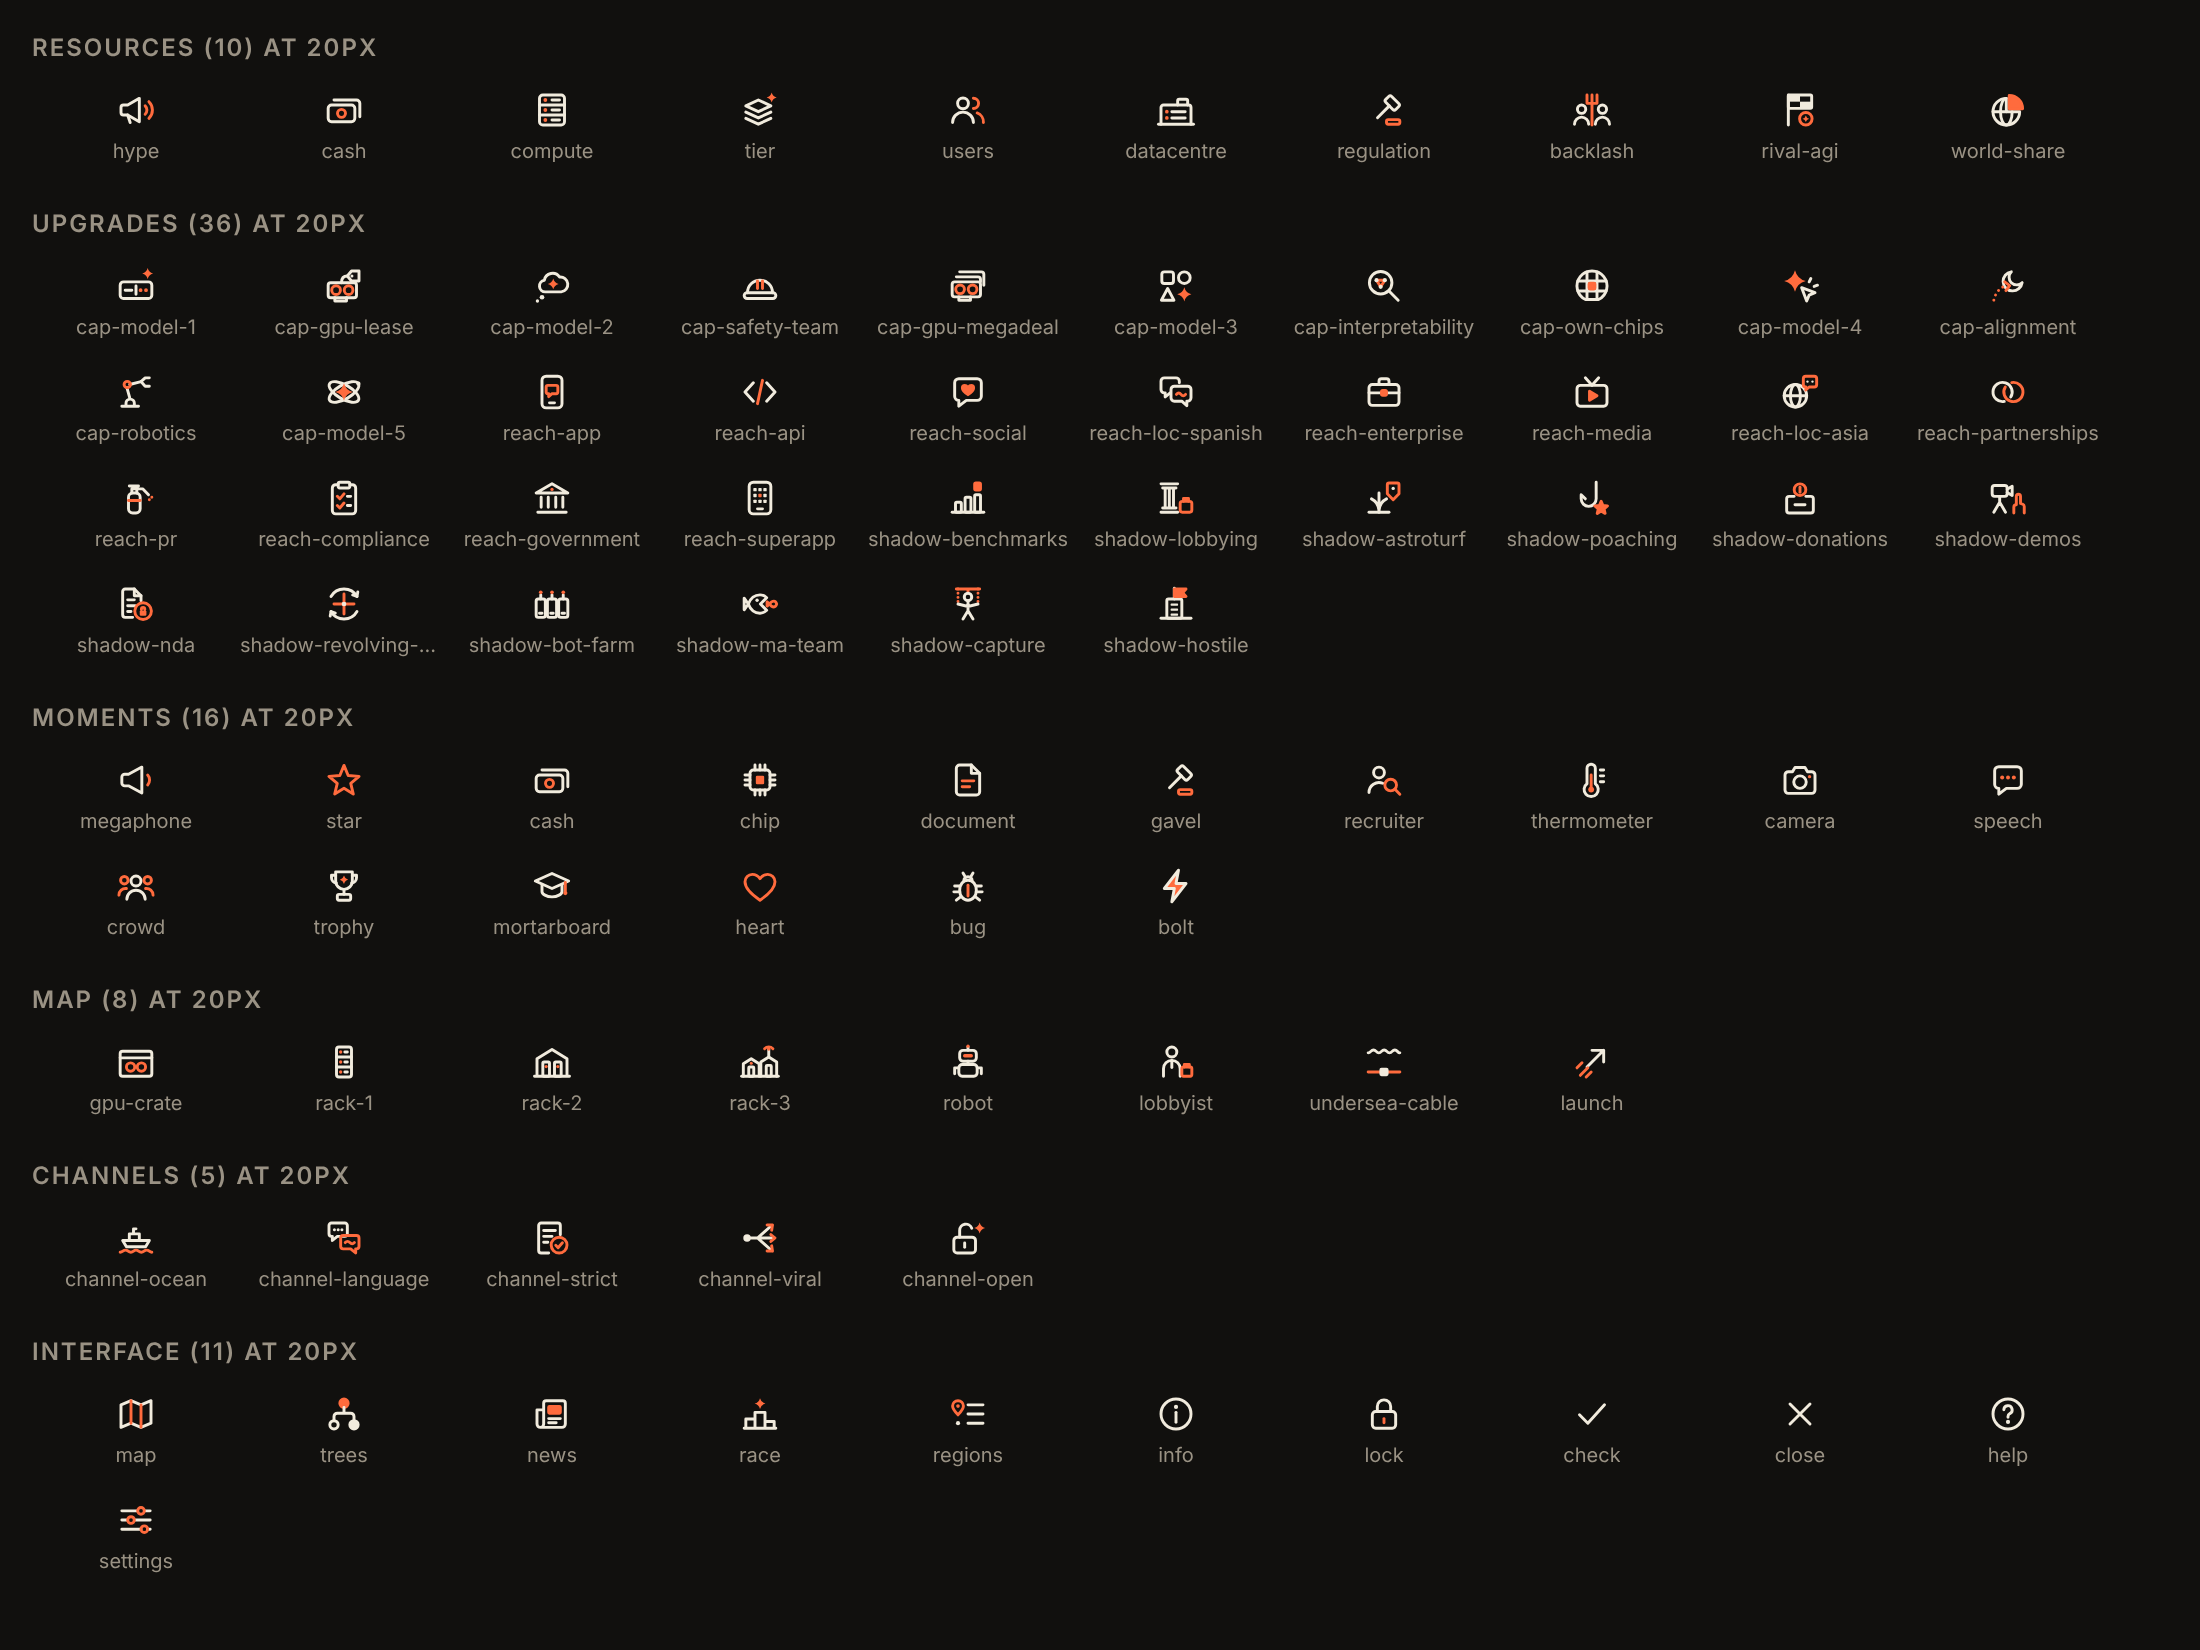 RESOURCES (10) AT 20PX
hype cash compute tier users datacentre regulation backlash rival-agi world-share
UPGRADES (36) AT 20PX
cap-model-1 cap-gpu-lease cap-model-2 cap-safety-team cap-gpu-megadeal cap-model-3 cap-interpretability cap-own-chips cap-model-4 cap-alignment
cap-robotics cap-model-5 reach-app reach-api reach-social reach-loc-spanish reach-enterprise reach-media reach-loc-asia reach-partnerships
reach-pr reach-compliance reach-government reach-superapp shadow-benchmarks shadow-lobbying shadow-astroturf shadow-poaching shadow-donations shadow-demos
shadow-nda shadow-revolving-... shadow-bot-farm shadow-ma-team shadow-capture shadow-hostile
MOMENTS (16) AT 20PX
megaphone star cash chip document gavel recruiter thermometer camera speech
crowd trophy mortarboard heart bug bolt
MAP (8) AT 20PX
gpu-crate rack-1 rack-2 rack-3 robot lobbyist undersea-cable launch
CHANNELS (5) AT 20PX
channel-ocean channel-language channel-strict channel-viral channel-open
INTERFACE (11) AT 20PX
map trees news race regions info lock check close help
settings